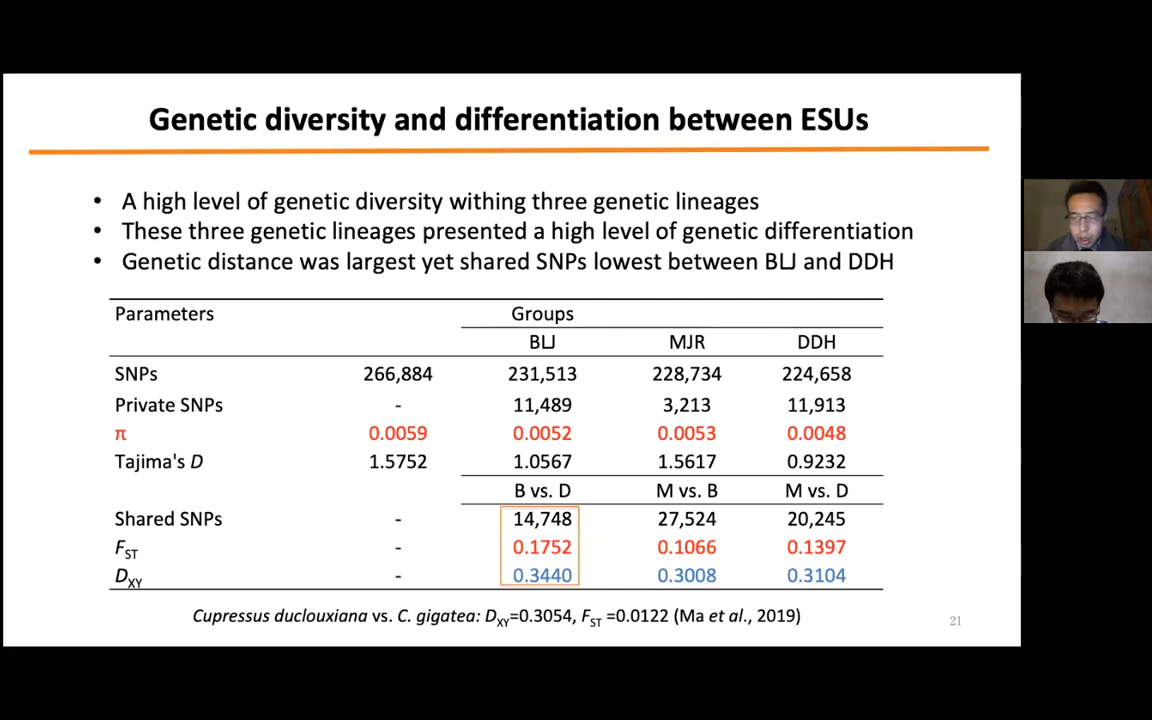 Genetic diversity and differentiation between ESUs
• A high level of genetic diversity withing three genetic lineages
• These three genetic lineages presented a high level of genetic differentiation
• Genetic distance was largest yet shared SNPs lowest between BLJ and DDH
Parameters Groups
BLJ MJR DDH
SNPs 266,884 231,513 228,734 224,658
Private SNPs - 11,489 3,213 11,913
π 0.0059 0.0052 0.0053 0.0048
Tajima's D 1.5752 1.0567 1.5617 0.9232
B vs. D M vs. B M vs. D
Shared SNPs - 14,748 27,524 20,245
FST - 0.1752 0.1066 0.1397
DXY - 0.3440 0.3008 0.3104
Cupressus duclouxiana vs. C. gigatea: DXY=0.3054, FST =0.0122 (Ma et al., 2019)
21